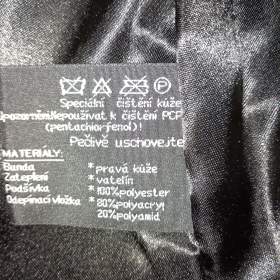 Speciální čištění kůže
Upozornění:Nepoužívat k čištění PCP
(pentachlor-fenol)!
Pečlivě uschovejte
MATERIÁLY:
Bunda * pravá kůže
Zateplení * vatelín
Podšívka * 100% polyester
Odepínací vložka * 80% polyacryl
20% polyamid